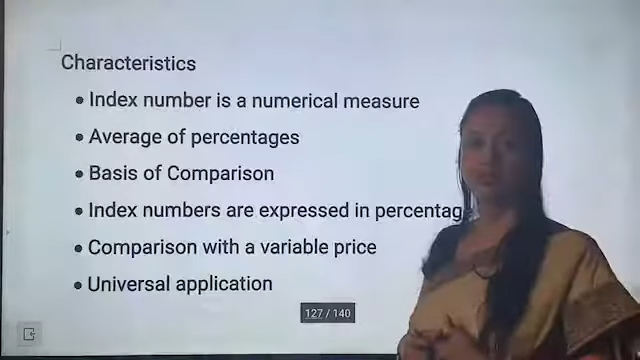 Characteristics
• Index number is a numerical measure
• Average of percentages
• Basis of Comparison
• Index numbers are expressed in percentag
• Comparison with a variable price
• Universal application
127 / 140